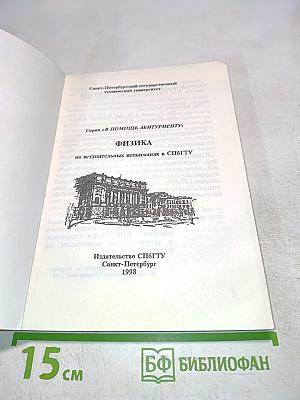 Санкт-Петербургский государственный
технический университет
Серия «В ПОМОЩЬ АБИТУРИЕНТУ»
ФИЗИКА
на вступительных испытаниях в СПбГТУ
Издательство СПбГТУ
Санкт-Петербург
1998
15 см
БФ БИБЛИОФАН